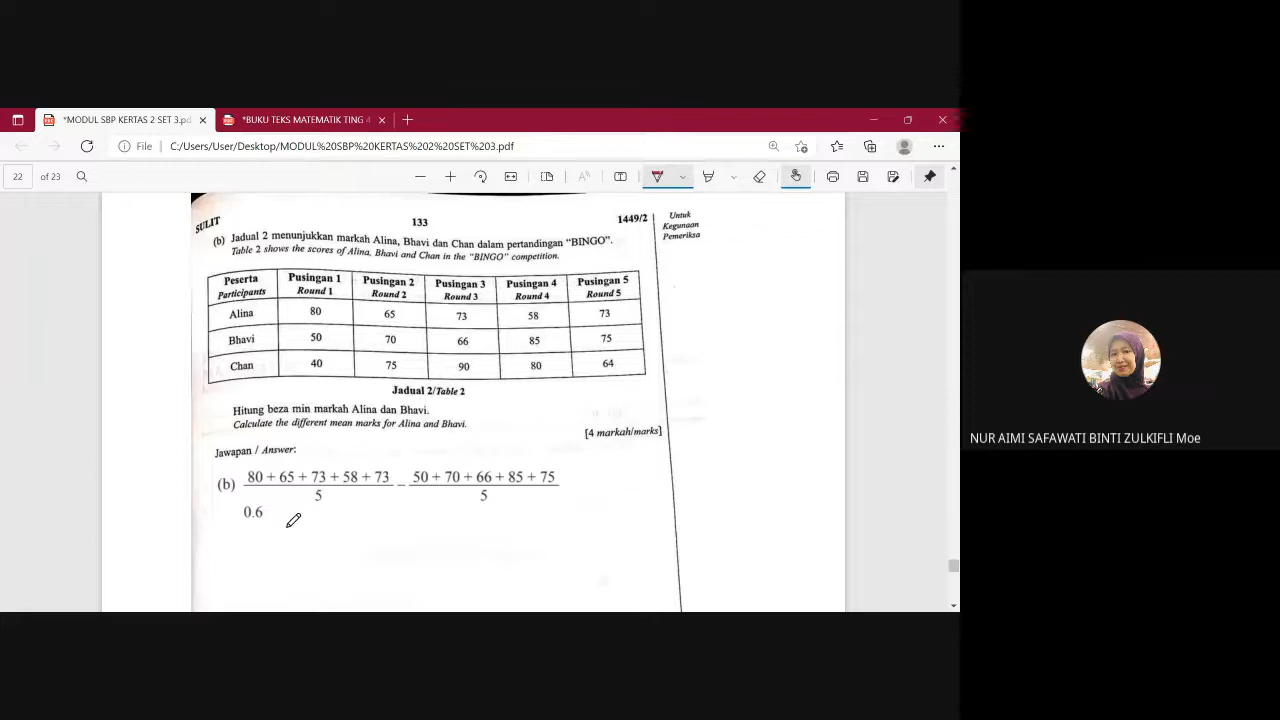 *MODUL SBP KERTAS 2 SET 3.pd
*BUKU TEKS MATEMATIK TING 4
File C:/Users/User/Desktop/MODUL%20SBP%20KERTAS%202%20SET%203.pdf
22 of 23
SULIT 133 1449/2
Untuk
Kegunaan
Pemeriksa
(b) Jadual 2 menunjukkan markah Alina, Bhavi dan Chan dalam pertandingan “BINGO”.
Table 2 shows the scores of Alina, Bhavi and Chan in the "BINGO" competition.
Peserta Pusingan 1 Pusingan 2 Pusingan 3 Pusingan 4 Pusingan 5
Participants Round 1 Round 2 Round 3 Round 4 Round 5
Alina 80 65 73 58 73
Bhavi 50 70 66 85 75
Chan 40 75 90 80 64
Jadual 2/Table 2
Hitung beza min markah Alina dan Bhavi.
Calculate the different mean marks for Alina and Bhavi.
[4 markah/marks]
Jawapan / Answer:
(b) 80 + 65 + 73 + 58 + 73 – 50 + 70 + 66 + 85 + 75
5 5
0.6
NUR AIMI SAFAWATI BINTI ZULKIFLI Moe